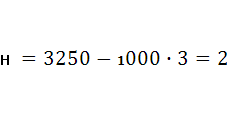 н = 3250 − 1000 · 3 = 2